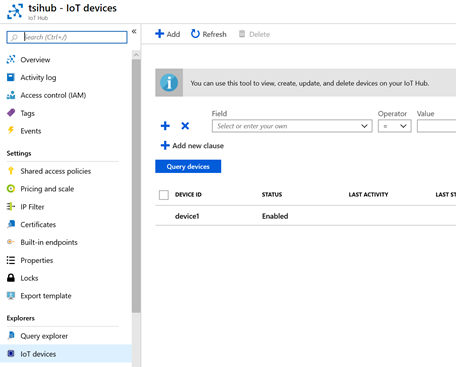 tsihub - IoT devices
IoT Hub
Search (Ctrl+/)
Overview
Activity log
Access control (IAM)
Tags
Events
Settings
Shared access policies
Pricing and scale
IP Filter
Certificates
Built-in endpoints
Properties
Locks
Export template
Explorers
Query explorer
IoT devices
Add
Refresh
Delete
You can use this tool to view, create, update, and delete devices on your IoT Hub.
Field
Operator
Value
Select or enter your own
=
Add new clause
Query devices
DEVICE ID STATUS LAST ACTIVITY LAST ST
device1 Enabled